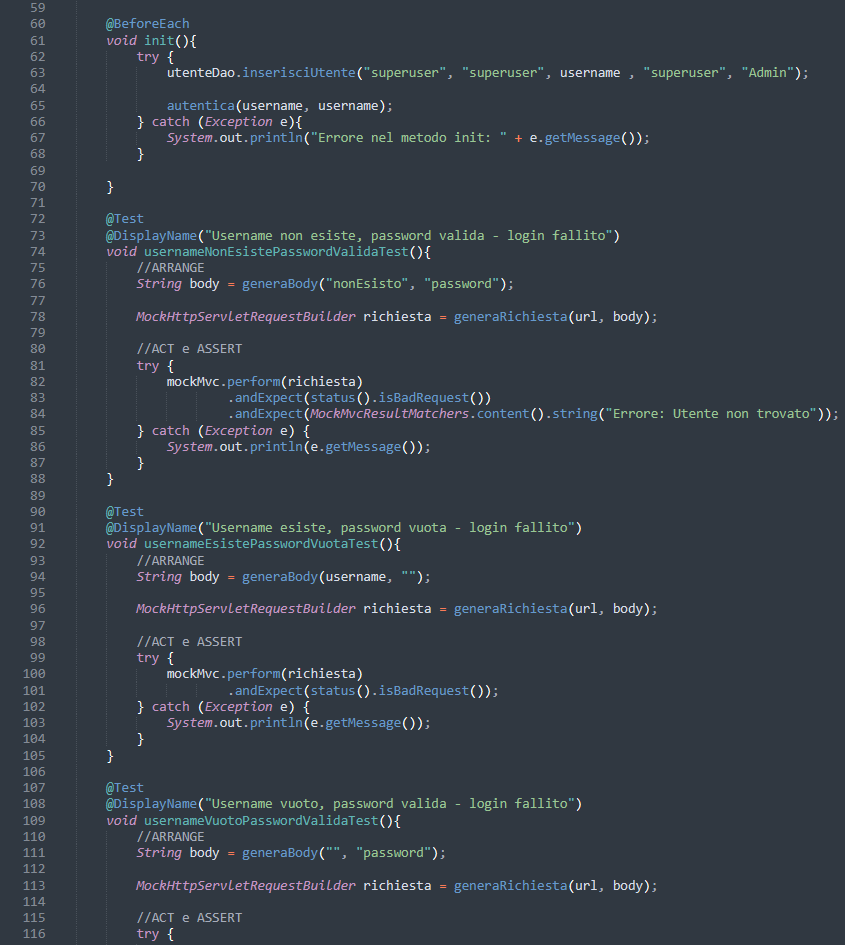 59
60 @BeforeEach
61 void init(){
62 try {
63 utenteDao.inserisciUtente("superuser", "superuser", username , "superuser", "Admin");
64
65 autentica(username, username);
66 } catch (Exception e){
67 System.out.println("Errore nel metodo init: " + e.getMessage());
68 }
69
70 }
71
72 @Test
73 @DisplayName("Username non esiste, password valida - login fallito")
74 void usernameNonEsistePasswordValidaTest(){
75 //ARRANGE
76 String body = generaBody("nonEsisto", "password");
77
78 MockHttpServletRequestBuilder richiesta = generaRichiesta(url, body);
79
80 //ACT e ASSERT
81 try {
82 mockMvc.perform(richiesta)
83 .andExpect(status().isBadRequest())
84 .andExpect(MockMvcResultMatchers.content().string("Errore: Utente non trovato"));
85 } catch (Exception e) {
86 System.out.println(e.getMessage());
87 }
88 }
89
90 @Test
91 @DisplayName("Username esiste, password vuota - login fallito")
92 void usernameEsistePasswordVuotaTest(){
93 //ARRANGE
94 String body = generaBody(username, "");
95
96 MockHttpServletRequestBuilder richiesta = generaRichiesta(url, body);
97
98 //ACT e ASSERT
99 try {
100 mockMvc.perform(richiesta)
101 .andExpect(status().isBadRequest());
102 } catch (Exception e) {
103 System.out.println(e.getMessage());
104 }
105 }
106
107 @Test
108 @DisplayName("Username vuoto, password valida - login fallito")
109 void usernameVuotoPasswordValidaTest(){
110 //ARRANGE
111 String body = generaBody("", "password");
112
113 MockHttpServletRequestBuilder richiesta = generaRichiesta(url, body);
114
115 //ACT e ASSERT
116 try {